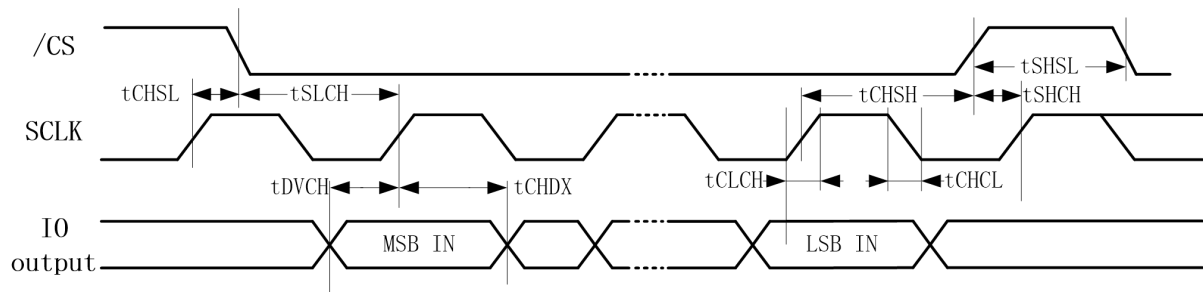 /CS
tSHSL
tCHSL
tSLCH
tCHSH
tSHCH
SCLK
tDVCH
tCHDX
tCLCH
tCHCL
IO
output
MSB IN
LSB IN